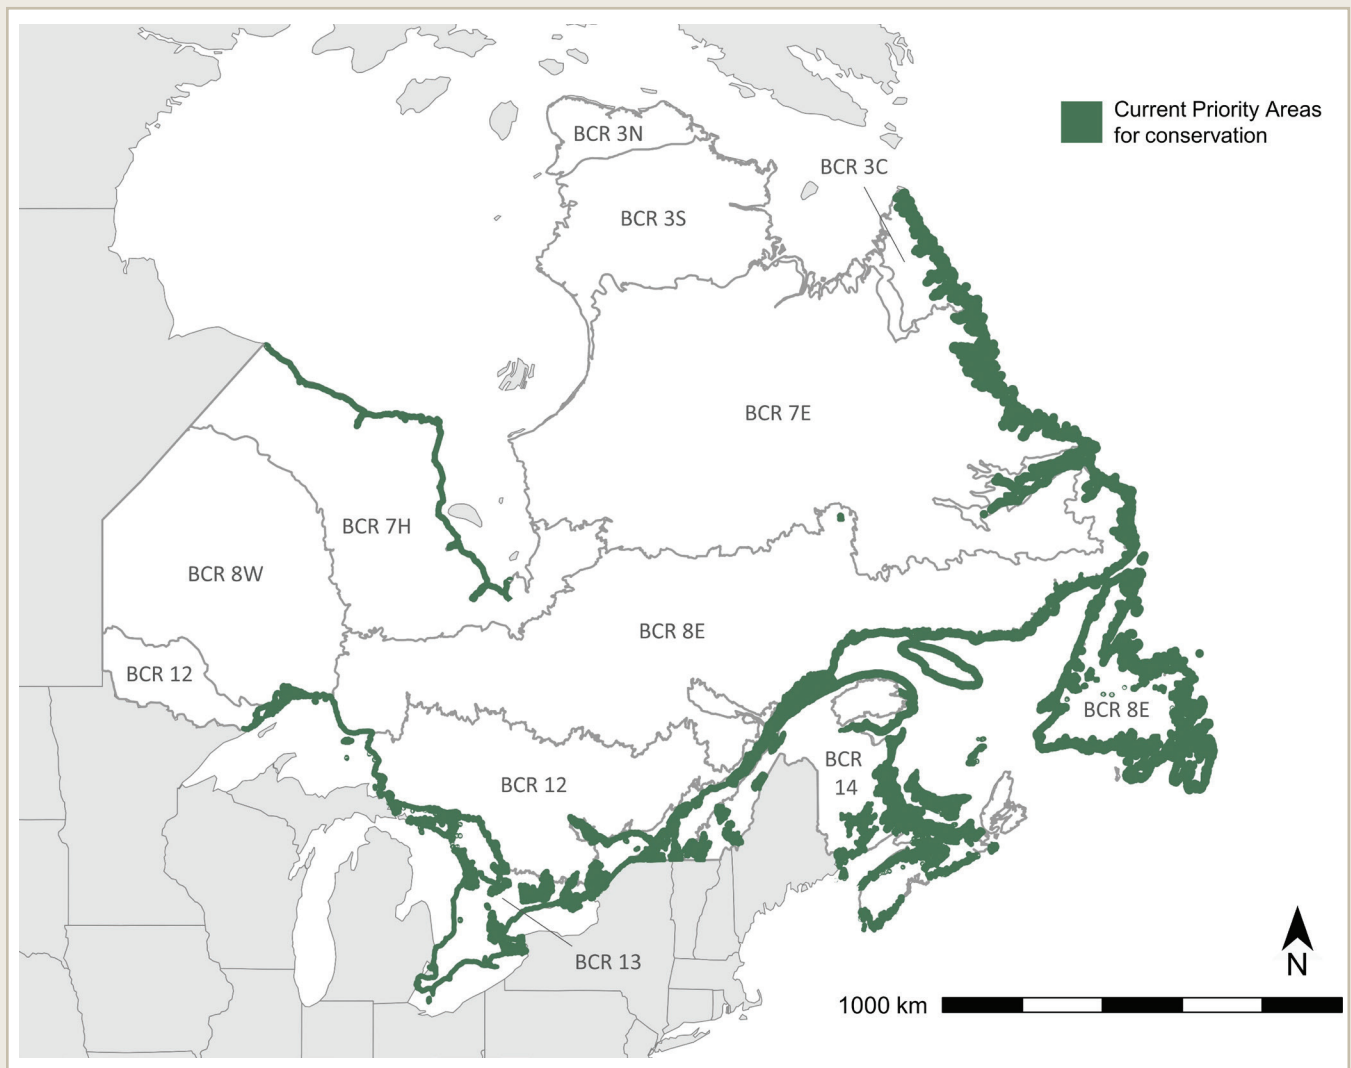 Current Priority Areas
for conservation
BCR 3N
BCR 3C
BCR 3S
BCR 7E
BCR 7H
BCR 8W
BCR 8E
BCR 12
BCR 8E
BCR
14
BCR 12
BCR 13
N
1000 km